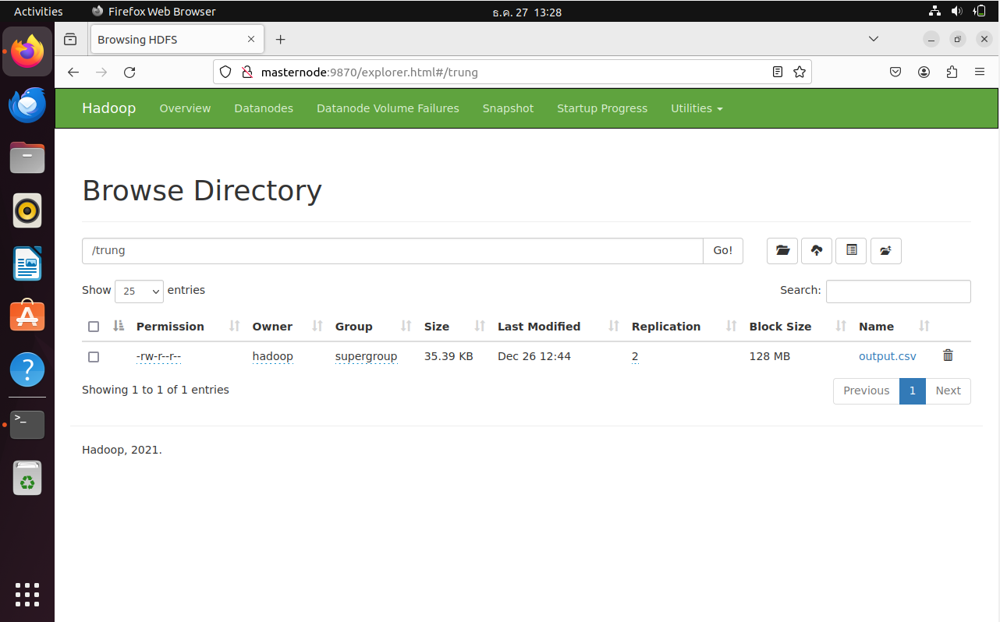 Activities Firefox Web Browser ธ.ค. 27 13:28
Browsing HDFS
masternode:9870/explorer.html#/trung
Hadoop Overview Datanodes Datanode Volume Failures Snapshot Startup Progress Utilities
Browse Directory
/trung Go!
Show 25 entries Search:
Permission Owner Group Size Last Modified Replication Block Size Name
-rw-r--r-- hadoop supergroup 35.39 KB Dec 26 12:44 2 128 MB output.csv
Showing 1 to 1 of 1 entries Previous 1 Next
Hadoop, 2021.